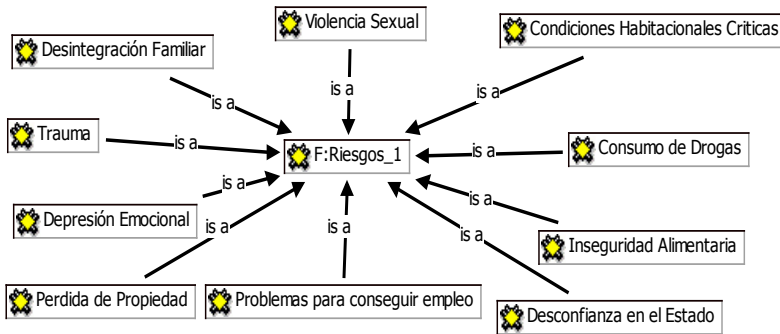 Violencia Sexual
Condiciones Habitacionales Criticas
Desintegración Familiar
is a
is a
is a
Trauma
is a
F:Riesgos_1
is a
Consumo de Drogas
is a
Depresión Emocional
is a
is a
is a
is a
Inseguridad Alimentaria
Perdida de Propiedad
Problemas para conseguir empleo
Desconfianza en el Estado